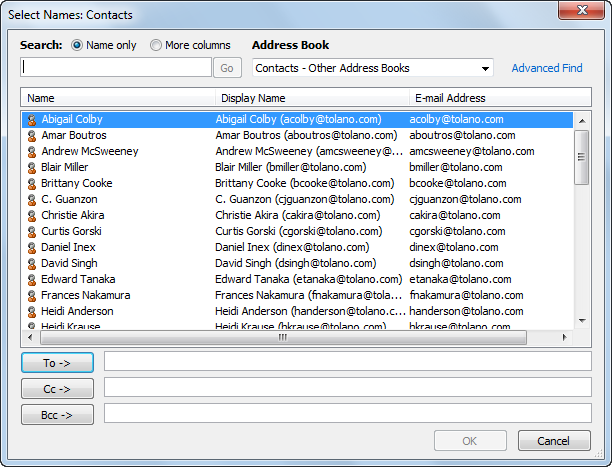 Select Names: Contacts
Search: Name only More columns Address Book
Go Contacts - Other Address Books Advanced Find
Name Display Name E-mail Address
Abigail Colby Abigail Colby (acolby@tolano.com) acolby@tolano.com
Amar Boutros Amar Boutros (aboutros@tolano.com) aboutros@tolano.com
Andrew McSweeney Andrew McSweeney (amcsweeney@... amcsweeney@tolano.com
Blair Miller Blair Miller (bmiller@tolano.com) bmiller@tolano.com
Brittany Cooke Brittany Cooke (bcooke@tolano.com) bcooke@tolano.com
C. Guanzon C. Guanzon (cjguanzon@tolano.com) cjguanzon@tolano.com
Christie Akira Christie Akira (cakira@tolano.com) cakira@tolano.com
Curtis Gorski Curtis Gorski (cgorski@tolano.com) cgorski@tolano.com
Daniel Inex Daniel Inex (dinex@tolano.com) dinex@tolano.com
David Singh David Singh (dsingh@tolano.com) dsingh@tolano.com
Edward Tanaka Edward Tanaka (etanaka@tolano.com) etanaka@tolano.com
Frances Nakamura Frances Nakamura (fnakamura@tola... fnakamura@tolano.com
Heidi Anderson Heidi Anderson (handerson@tolano.c... handerson@tolano.com
Heidi Krause Heidi Krause (hkrause@tolano.com) hkrause@tolano.com
To ->
Cc ->
Bcc ->
OK Cancel